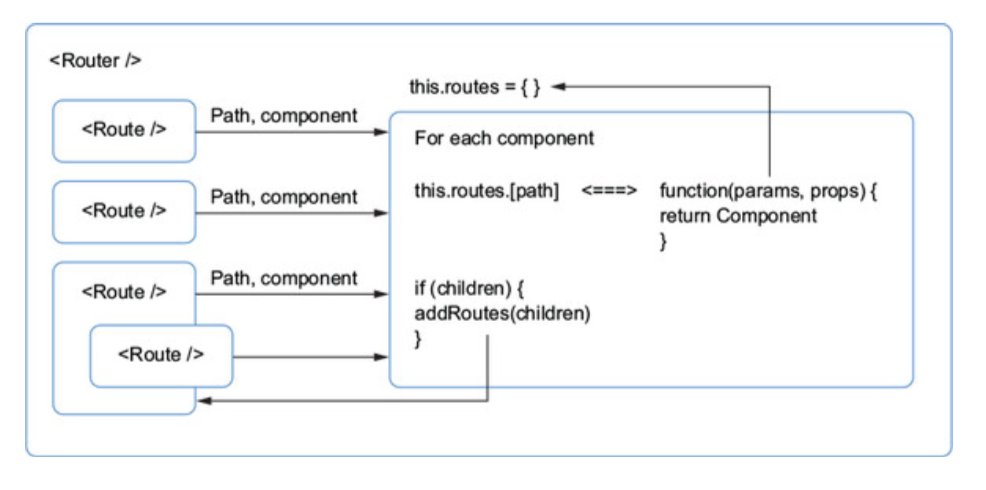 <Router />
this.routes = { }
<Route />
Path, component
For each component
<Route />
Path, component
this.routes.[path] <===> function(params, props) {
return Component
}
<Route />
Path, component
if (children) {
addRoutes(children)
}
<Route />